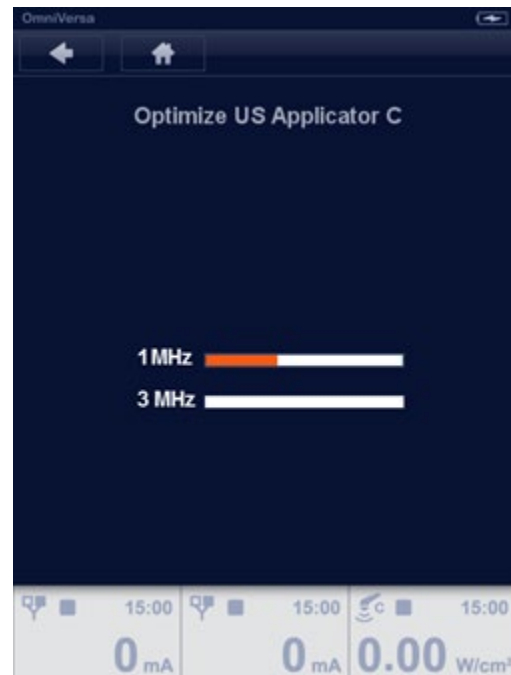 OmniVersa
Optimize US Applicator C
1 MHz
3 MHz
15:00 15:00 C 15:00
0 mA 0 mA 0.00 W/cm²